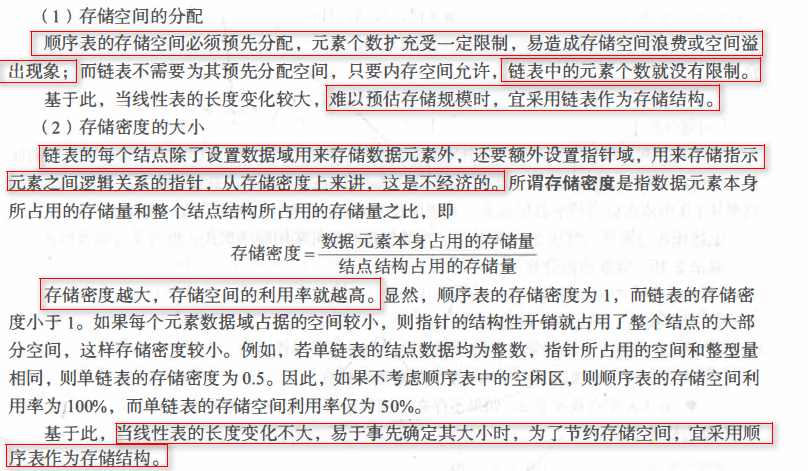 (1)存储空间的分配
顺序表的存储空间必须预先分配，元素个数扩充受一定限制，易造成存储空间浪费或空间溢
出现象；而链表不需要为其预先分配空间，只要内存空间允许，链表中的元素个数就没有限制。
基于此，当线性表的长度变化较大，难以预估存储规模时，宜采用链表作为存储结构。
(2)存储密度的大小
链表的每个结点除了设置数据域用来存储数据元素外，还要额外设置指针域，用来存储指示
元素之间逻辑关系的指针，从存储密度上来讲，这是不经济的。所谓存储密度是指数据元素本身
所占用的存储量和整个结点结构所占用的存储量之比，即
存储密度=数据元素本身占用的存储量
结点结构占用的存储量
存储密度越大，存储空间的利用率就越高。显然，顺序表的存储密度为1，而链表的存储密
度小于1。如果每个元素数据域占据的空间较小，则指针的结构性开销就占用了整个结点的大部
分空间，这样存储密度较小。例如，若单链表的结点数据均为整数，指针所占用的空间和整型量
相同，则单链表的存储密度为0.5。因此，如果不考虑顺序表中的空闲区，则顺序表的存储空间利
用率为100%，而单链表的存储空间利用率仅为50%。
基于此，当线性表的长度变化不大，易于事先确定其大小时，为了节约存储空间，宜采用顺
序表作为存储结构。